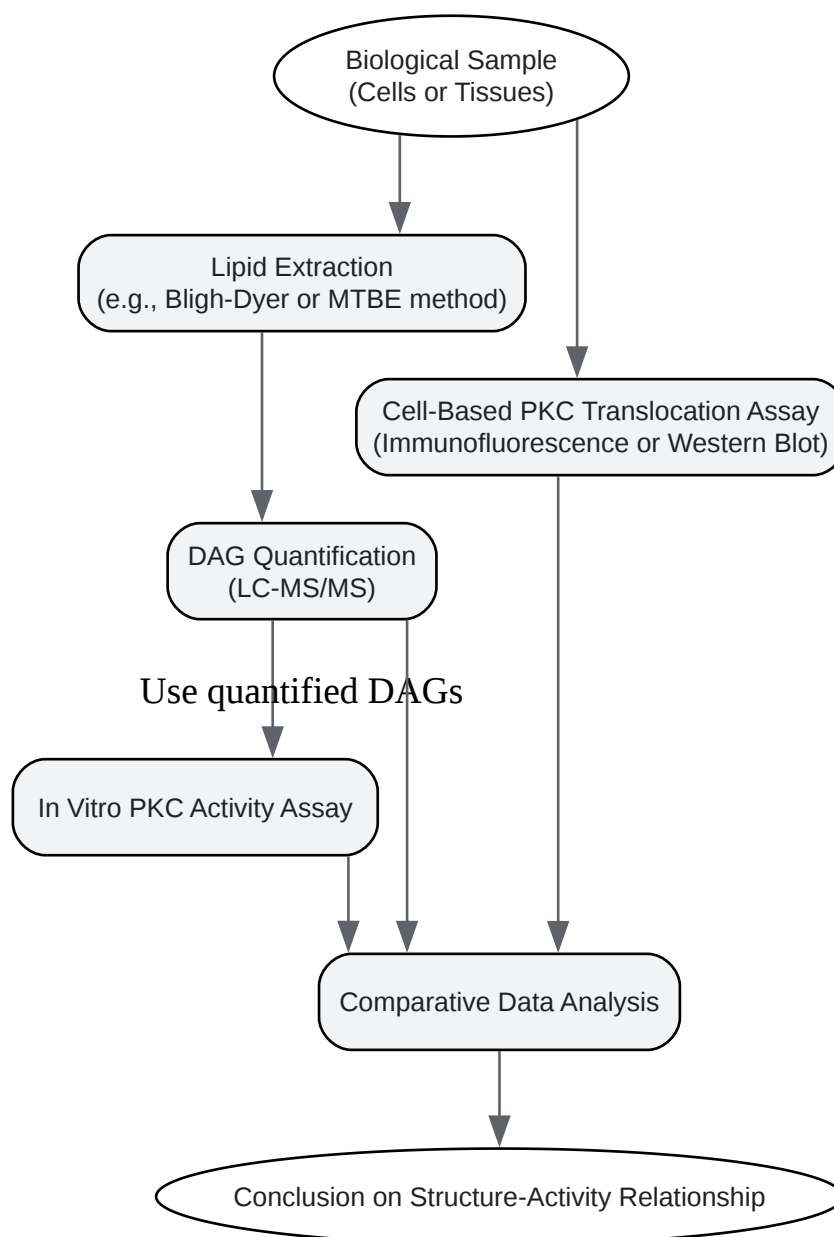 Biological Sample
(Cells or Tissues)
Lipid Extraction
(e.g., Bligh-Dyer or MTBE method)
Cell-Based PKC Translocation Assay
(Immunofluorescence or Western Blot)
DAG Quantification
(LC-MS/MS)
Use quantified DAGs
In Vitro PKC Activity Assay
Comparative Data Analysis
Conclusion on Structure-Activity Relationship